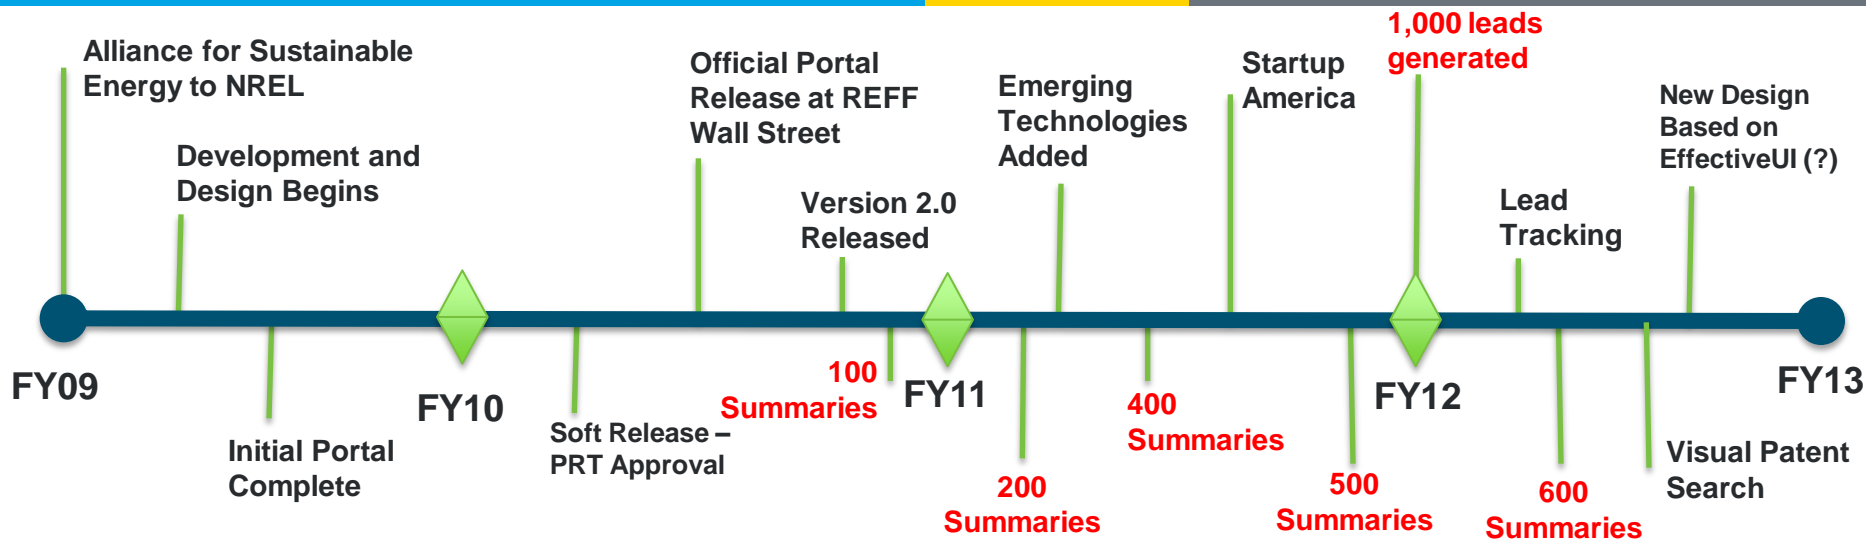 Alliance for Sustainable
Energy to NREL
Development and
Design Begins
Official Portal
Release at REFF
Wall Street
Version 2.0
Released
Emerging
Technologies
Added
Startup
America
1,000 leads
generated
Lead
Tracking
New Design
Based on
EffectiveUI (?)
FY09
FY10
FY11
FY12
FY13
Initial Portal
Complete
Soft Release –
PRT Approval
100
Summaries
200
Summaries
400
Summaries
500
Summaries
600
Summaries
Visual Patent
Search